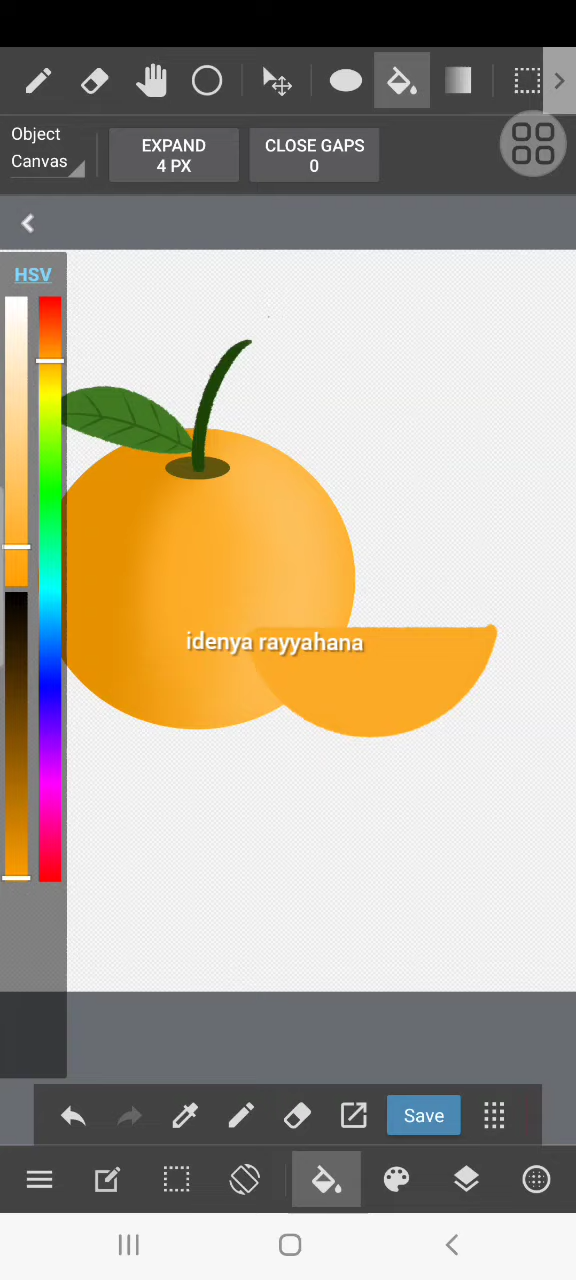 Object
Canvas
EXPAND
4 PX
CLOSE GAPS
0
HSV
idenya rayyahana
Save